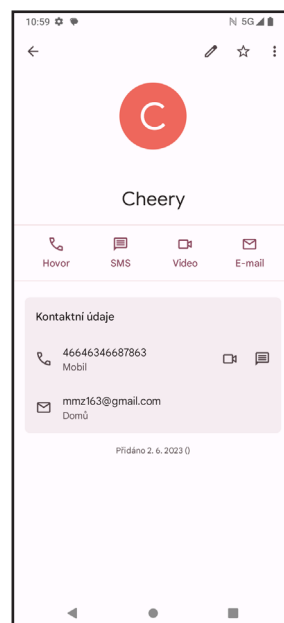 10:59
5G
C
Cheery
Hovor SMS Video E-mail
Kontaktní údaje
46646346687863
Mobil
mmz163@gmail.com
Domů
Přidáno 2. 6. 2023 ()